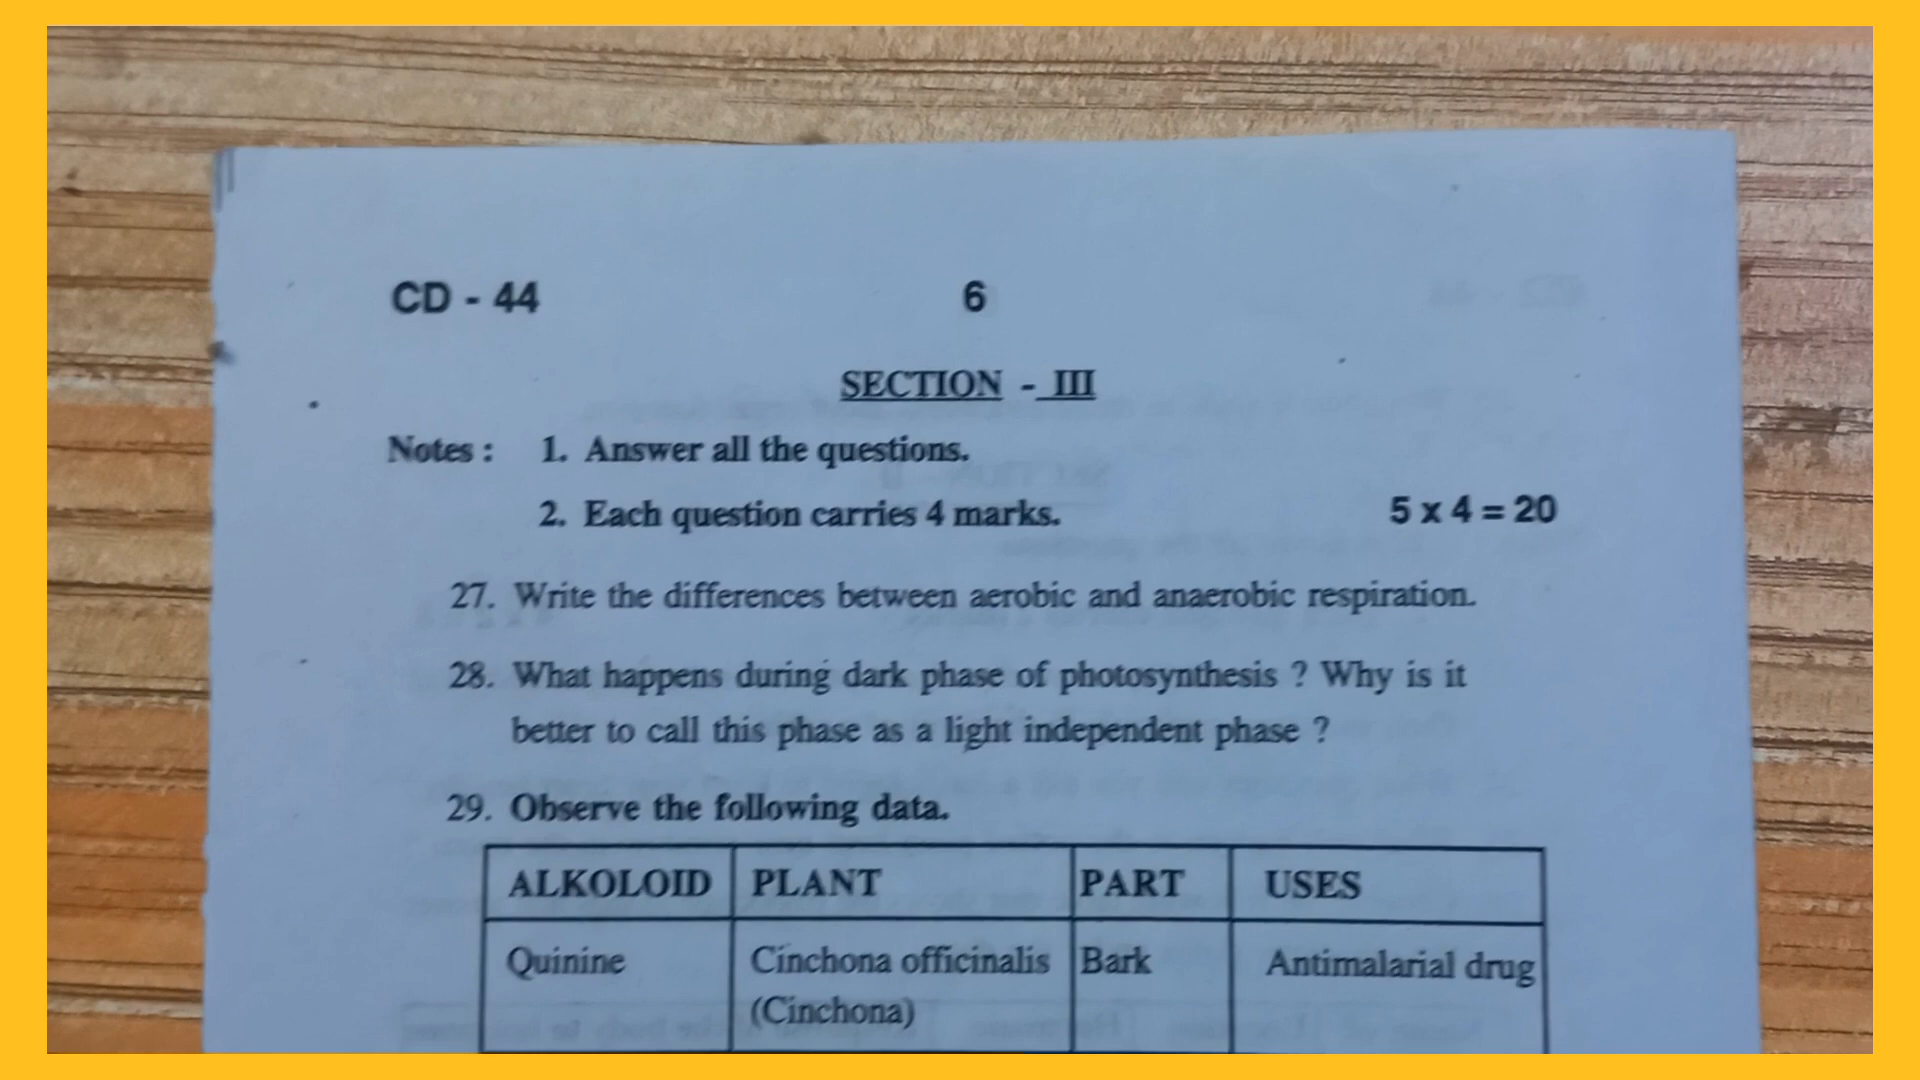 CD - 44
6
SECTION - III
Notes : 1. Answer all the questions.
2. Each question carries 4 marks. 5 x 4 = 20
27. Write the differences between aerobic and anaerobic respiration.
28. What happens during dark phase of photosynthesis ? Why is it
better to call this phase as a light independent phase ?
29. Observe the following data.
ALKOLOID PLANT PART USES
Quinine Cinchona officinalis Bark Antimalarial drug
(Cinchona)